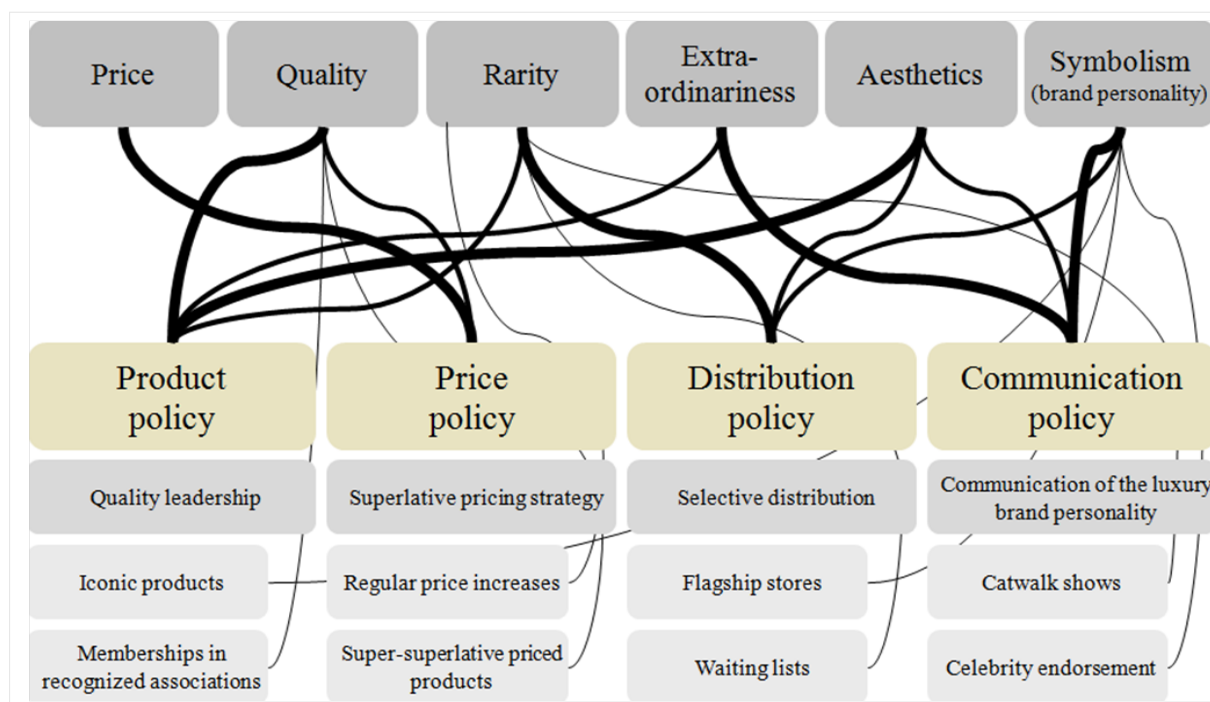 Price
Quality
Rarity
Extra-
ordinariness
Aesthetics
Symbolism
(brand personality)
Product
policy
Price
policy
Distribution
policy
Communication
policy
Quality leadership
Superlative pricing strategy
Selective distribution
Communication of the luxury
brand personality
Iconic products
Regular price increases
Flagship stores
Catwalk shows
Memberships in
recognized associations
Super-superlative priced
products
Waiting lists
Celebrity endorsement